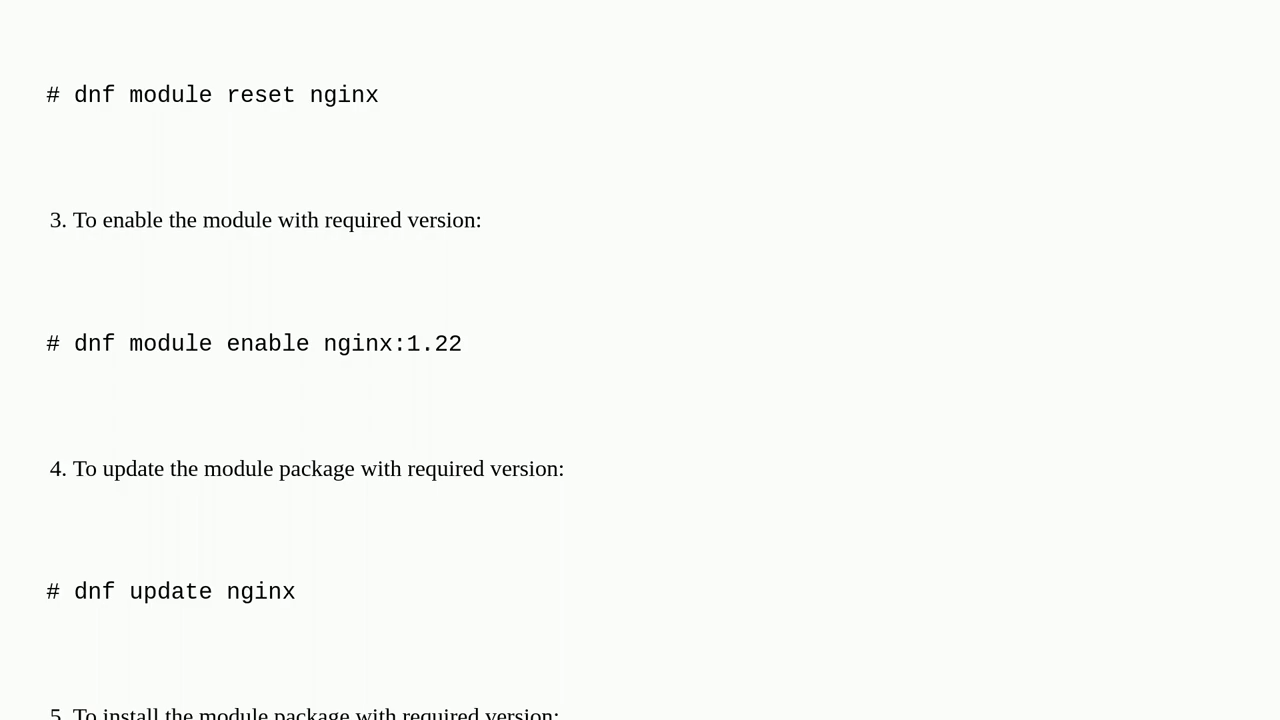 # dnf module reset nginx
3. To enable the module with required version:
# dnf module enable nginx:1.22
4. To update the module package with required version:
# dnf update nginx
5. To install the module package with required version: